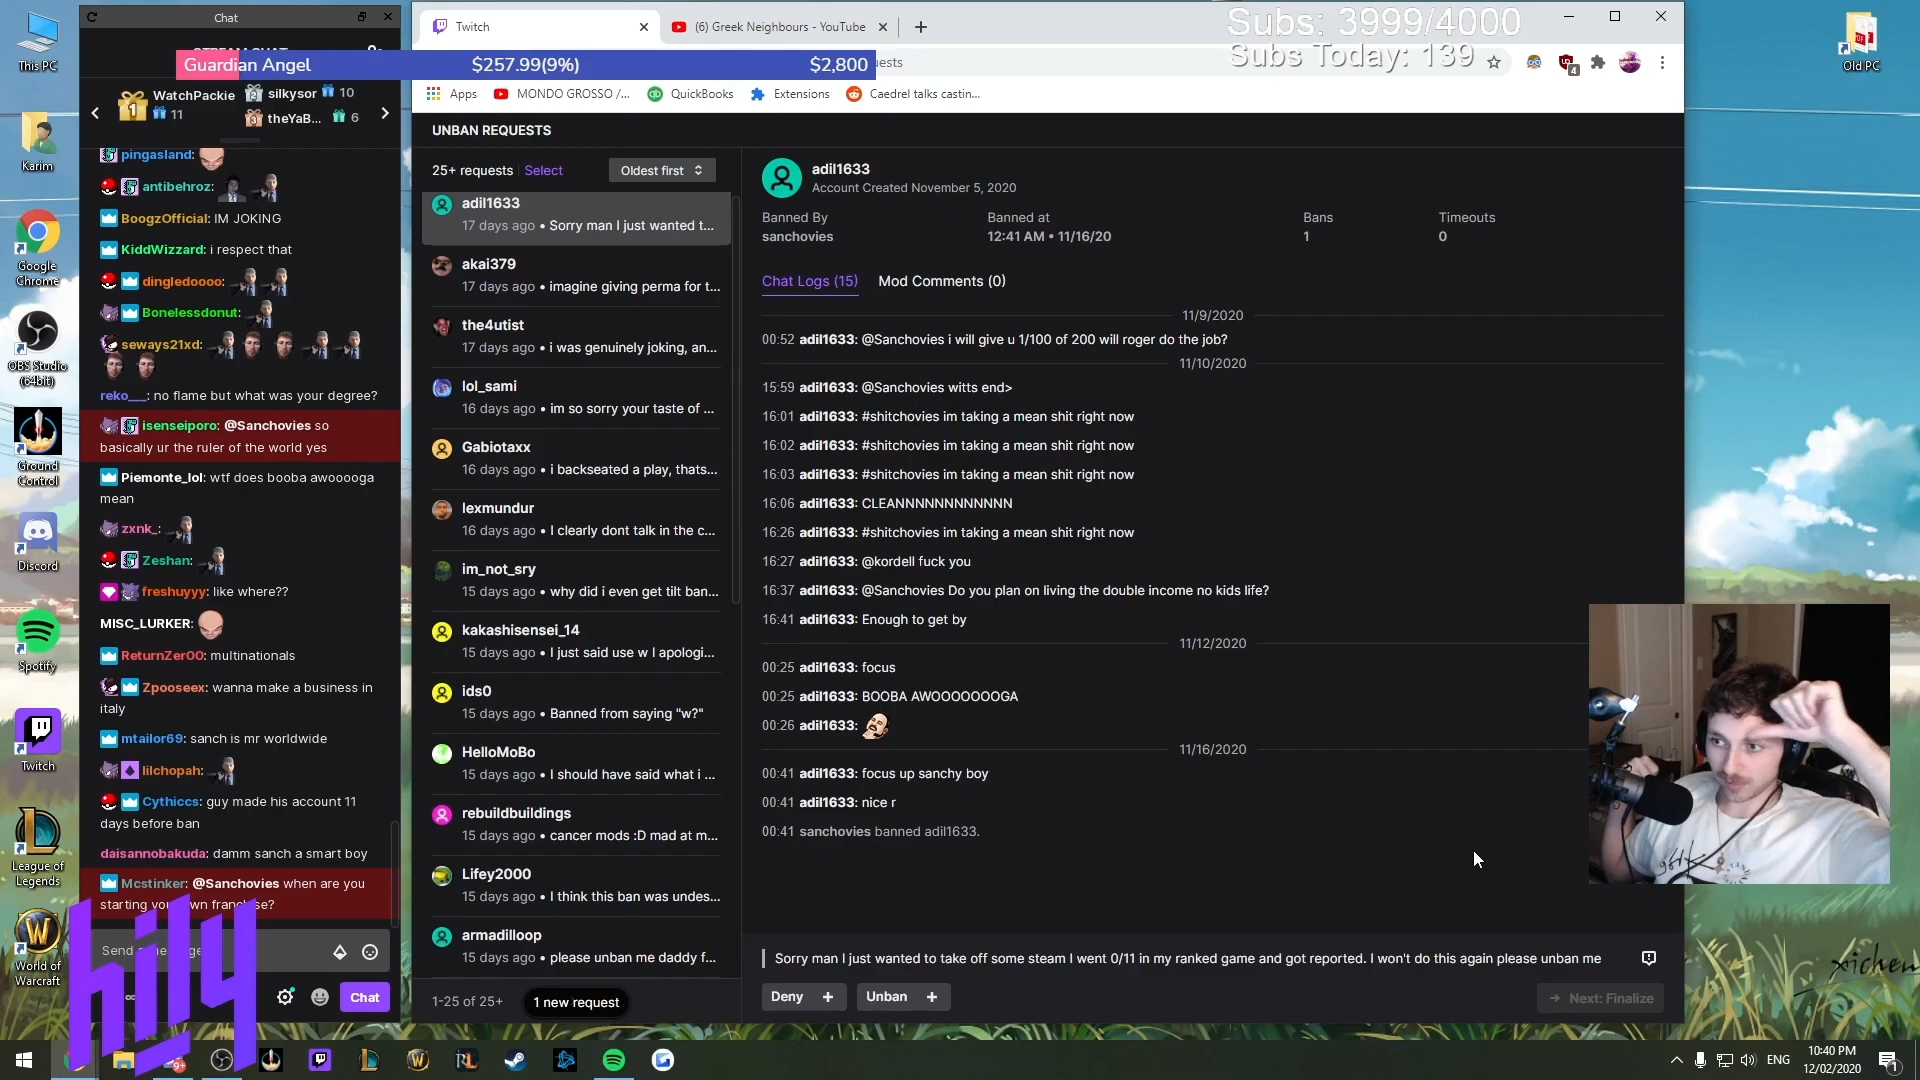 This PC
Karim
Google
Chrome
OBS Studio
(64bit)
Ground
Control
Discord
Spotify
Twitch
League of
Legends
World of
Warcraft
Chat
STREAM CHAT
Guardian Angel $257.99(9%) $2,800
WatchPackie
11
silkysor 10
theYaB... 6
pingasland:
antibehroz:
BoogzOfficial: IM JOKING
KiddWizzard: i respect that
dingledoooo:
Bonelessdonut:
seways21xd:
reko___: no flame but what was your degree?
isenseiporo: @Sanchovies so
basically ur the ruler of the world yes
Piemonte_lol: wtf does booba awooooga
mean
zxnk_:
Zeshan:
freshuyyy: like where??
MISC_LURKER:
ReturnZer00: multinationals
Zpooseex: wanna make a business in
italy
mtailor69: sanch is mr worldwide
lilchopah:
Cythiccs: guy made his account 11
days before ban
daisannobakuda: damm sanch a smart boy
Mcstinker: @Sanchovies when are you
Chat
hily
Twitch
(6) Greek Neighbours - YouTube
Subs: 3999/4000
Subs Today: 139
4
Apps
MONDO GROSSO /...
QuickBooks
Extensions
Caedrel talks castin...
UNBAN REQUESTS
25+ requests Select
Oldest first
adil1633
17 days ago • Sorry man I just wanted t...
akai379
17 days ago • imagine giving perma for t...
the4utist
17 days ago • i was genuinely joking, an...
lol_sami
16 days ago • im so sorry your taste of ...
Gabiotaxx
16 days ago • i backseated a play, thats...
lexmundur
16 days ago • I clearly dont talk in the c...
im_not_sry
15 days ago • why did i even get tilt ban...
kakashisensei_14
15 days ago • I just said use w I apologi...
ids0
15 days ago • Banned from saying "w?"
HelloMoBo
15 days ago • I should have said what i ...
rebuildbuildings
15 days ago • cancer mods :D mad at m...
Lifey2000
15 days ago • I think this ban was undes...
armadilloop
15 days ago • please unban me daddy f...
1-25 of 25+
1 new request
adil1633
Account Created November 5, 2020
Banned By
sanchovies
Banned at
12:41 AM • 11/16/20
Bans
1
Timeouts
0
Chat Logs (15)
Mod Comments (0)
11/9/2020
00:52 adil1633: @Sanchovies i will give u 1/100 of 200 will roger do the job?
11/10/2020
15:59 adil1633: @Sanchovies witts end>
16:01 adil1633: #shitchovies im taking a mean shit right now
16:02 adil1633: #shitchovies im taking a mean shit right now
16:03 adil1633: #shitchovies im taking a mean shit right now
16:06 adil1633: CLEANNNNNNNNNNNN
16:26 adil1633: #shitchovies im taking a mean shit right now
16:27 adil1633: @kordell fuck you
16:37 adil1633: @Sanchovies Do you plan on living the double income no kids life?
16:41 adil1633: Enough to get by
11/12/2020
00:25 adil1633: focus
00:25 adil1633: BOOBA AWOOOOOOOGA
00:26 adil1633:
11/16/2020
00:41 adil1633: focus up sanchy boy
00:41 adil1633: nice r
00:41 sanchovies banned adil1633.
Sorry man I just wanted to take off some steam I went 0/11 in my ranked game and got reported. I won't do this again please unban me
Deny +
Unban +
Next: Finalize
Old PC
9+
RL
ENG
10:40 PM
12/02/2020
1